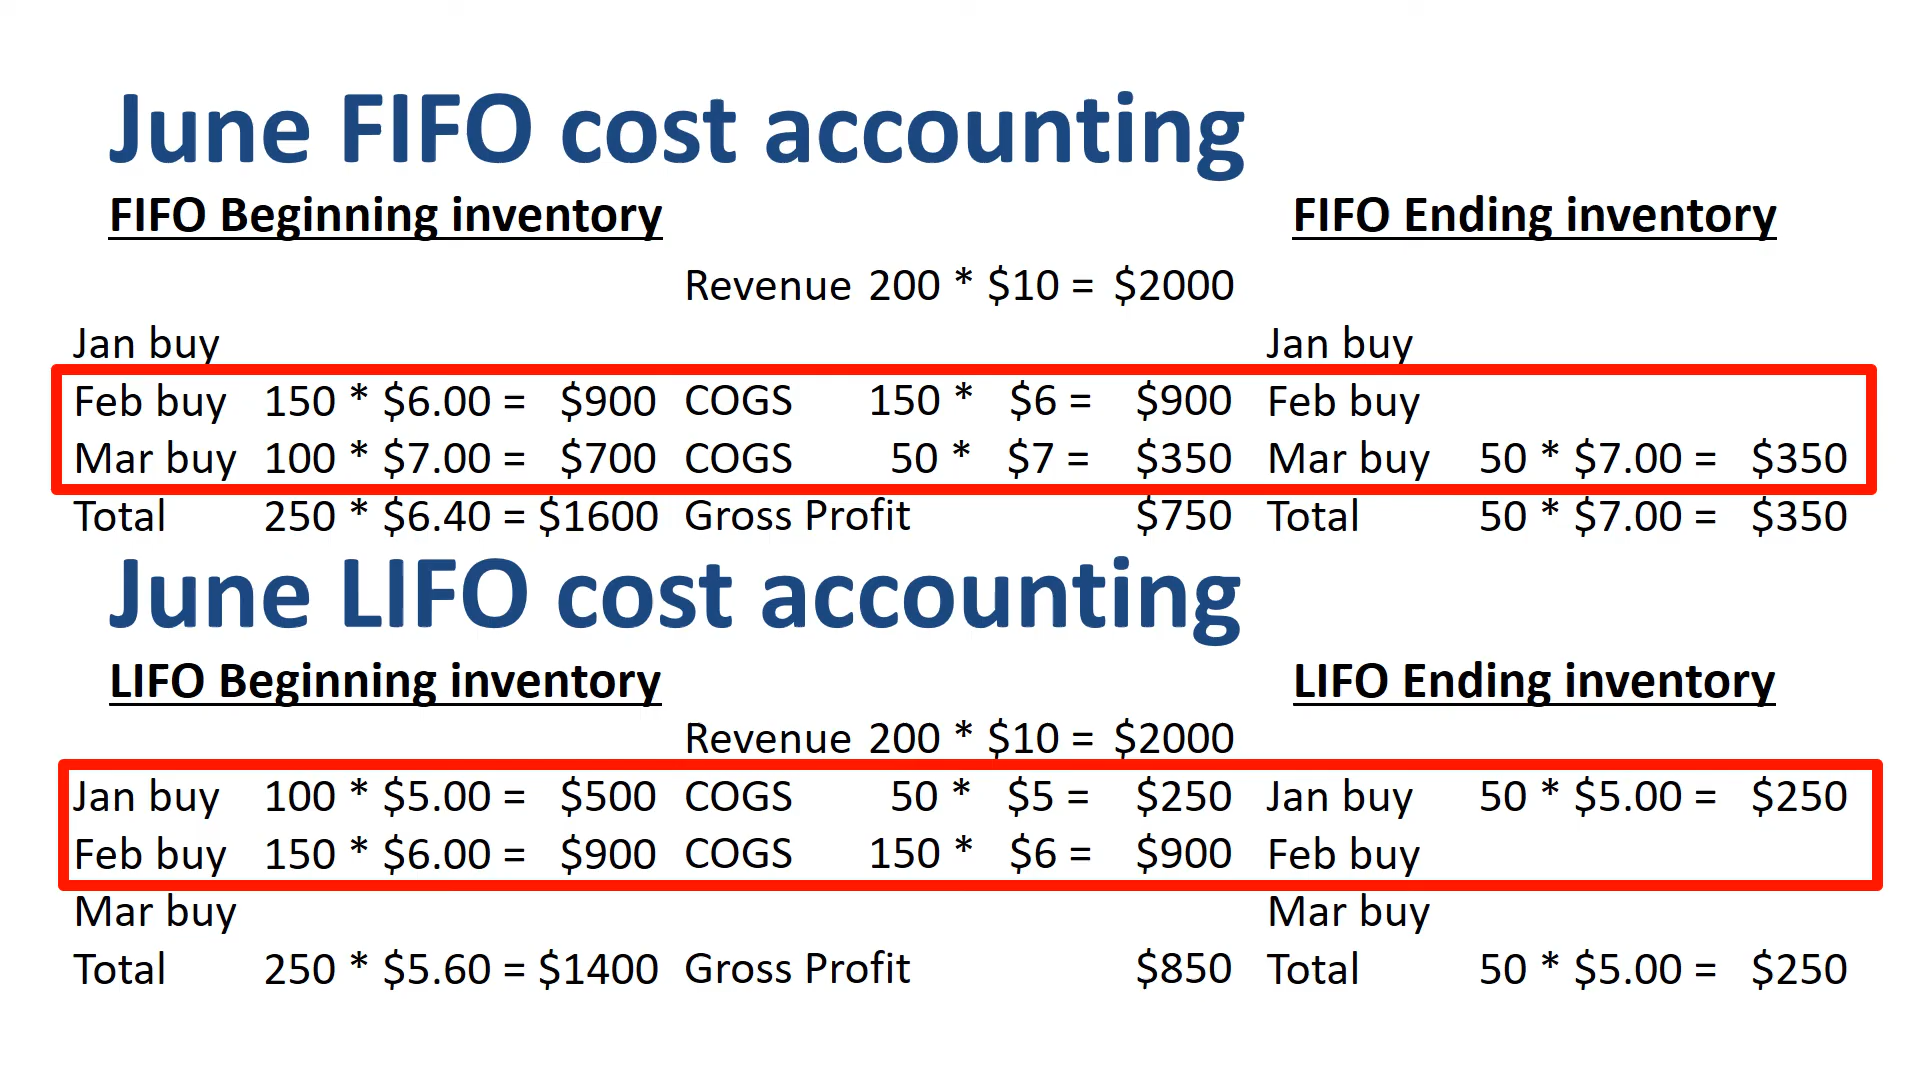 June FIFO cost accounting
FIFO Beginning inventory FIFO Ending inventory
Revenue 200 * $10 = $2000
Jan buy Jan buy
Feb buy 150 * $6.00 = $900 COGS 150 * $6 = $900 Feb buy
Mar buy 100 * $7.00 = $700 COGS 50 * $7 = $350 Mar buy 50 * $7.00 = $350
Total 250 * $6.40 = $1600 Gross Profit $750 Total 50 * $7.00 = $350
June LIFO cost accounting
LIFO Beginning inventory LIFO Ending inventory
Revenue 200 * $10 = $2000
Jan buy 100 * $5.00 = $500 COGS 50 * $5 = $250 Jan buy 50 * $5.00 = $250
Feb buy 150 * $6.00 = $900 COGS 150 * $6 = $900 Feb buy
Mar buy Mar buy
Total 250 * $5.60 = $1400 Gross Profit $850 Total 50 * $5.00 = $250